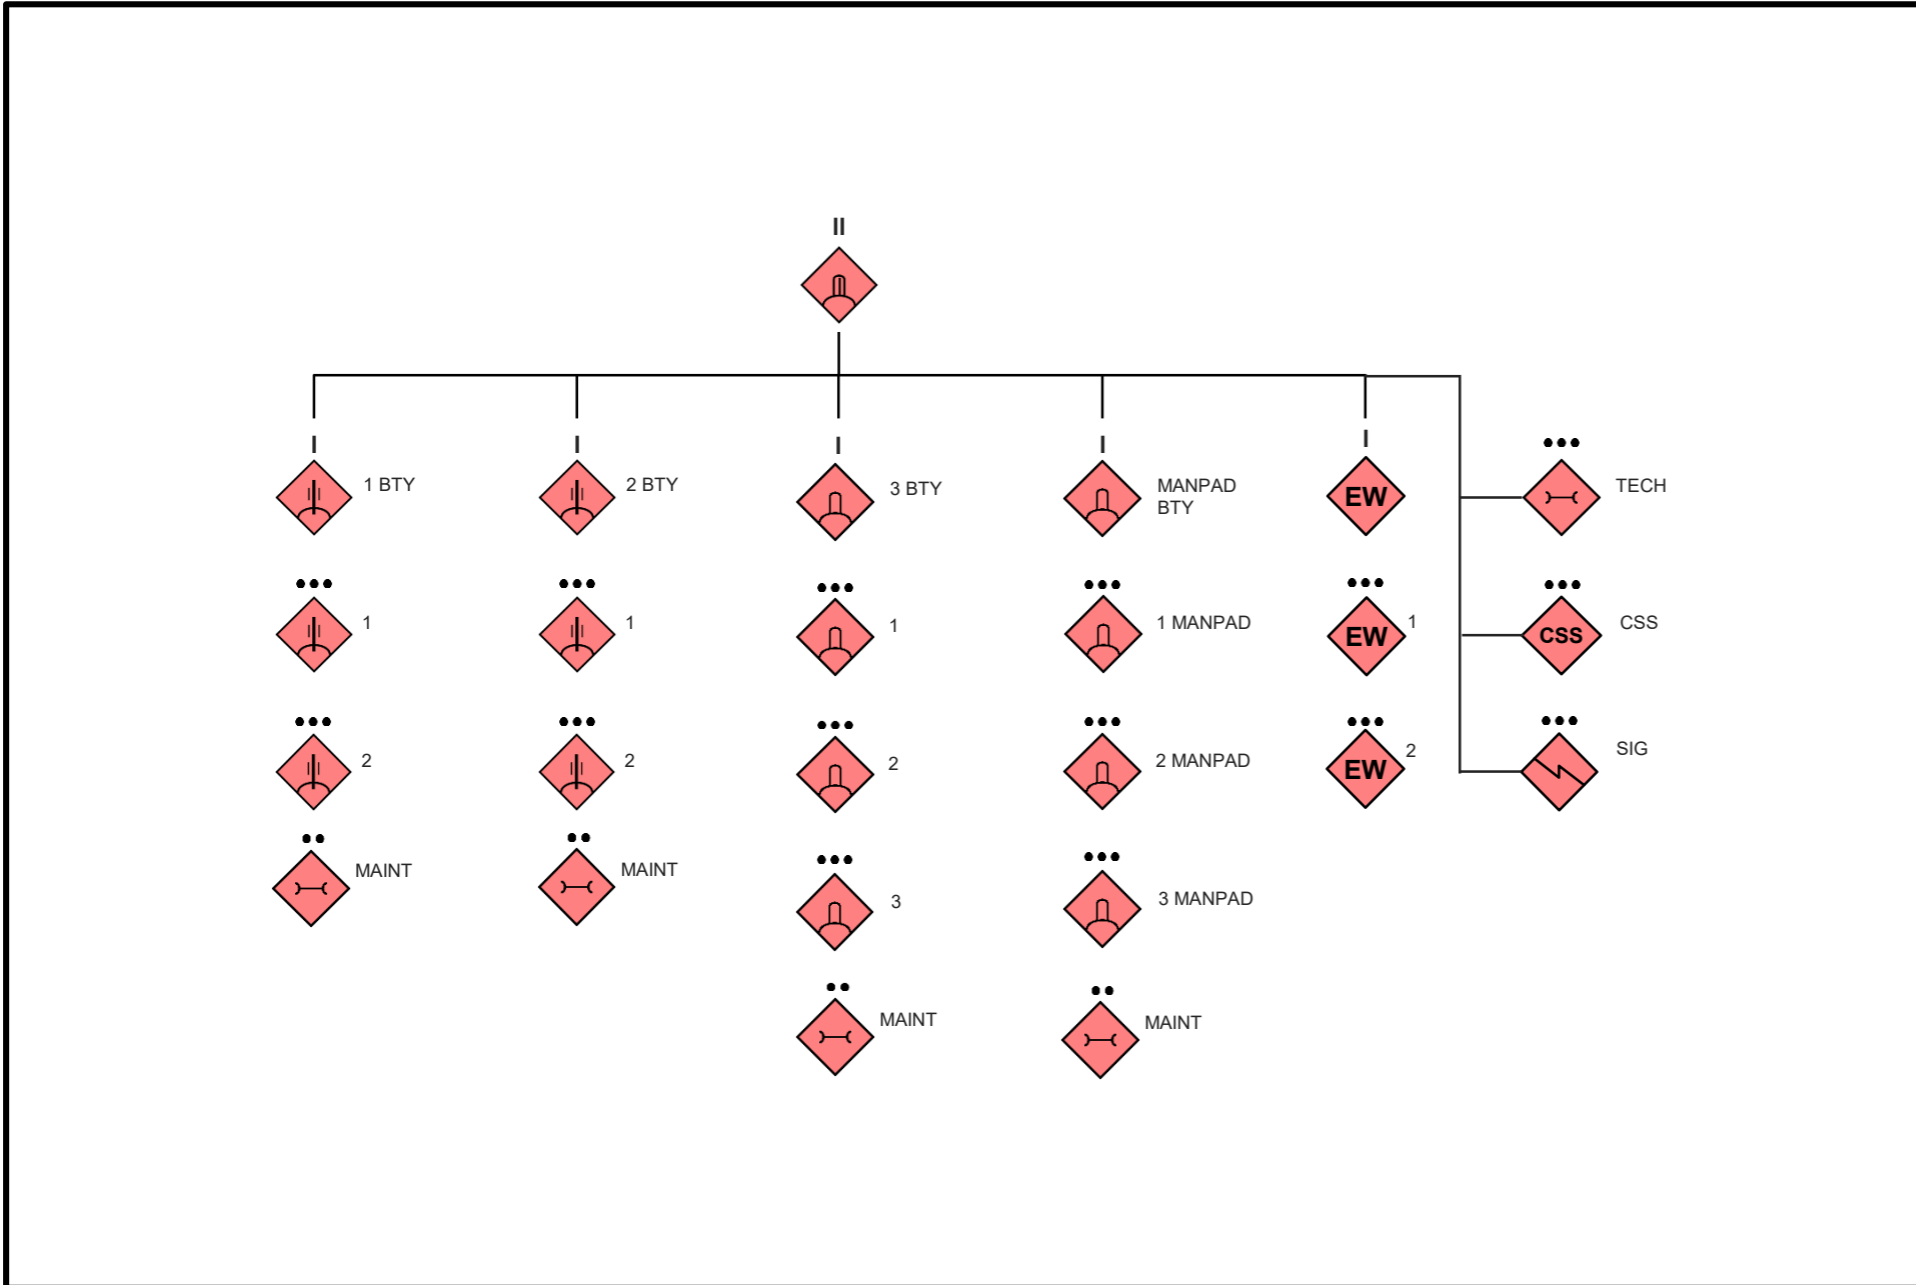 II
I
I
I
I
I
1 BTY
2 BTY
3 BTY
MANPAD
BTY
EW
TECH
1
1
1
1 MANPAD
EW
1
CSS
CSS
2
2
2
2 MANPAD
EW
2
SIG
MAINT
MAINT
3
3 MANPAD
MAINT
MAINT